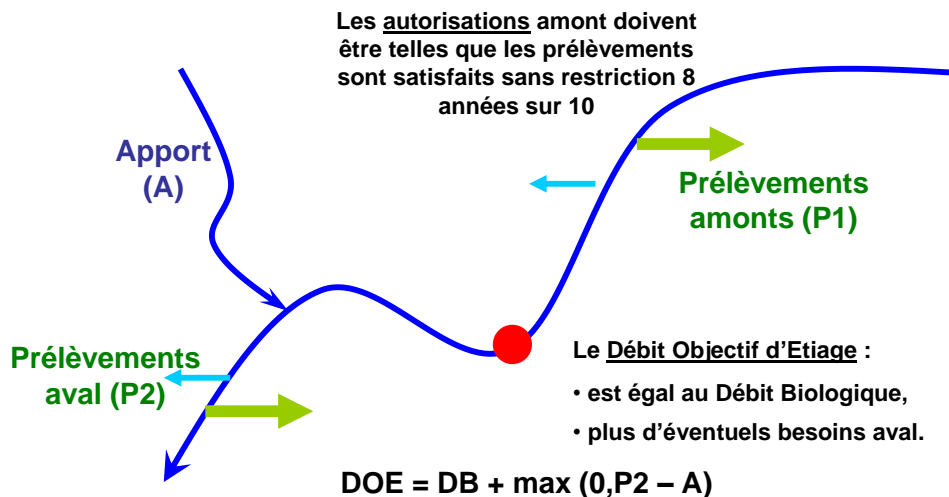 Les autorisations amont doivent
être telles que les prélèvements
sont satisfaits sans restriction 8
années sur 10
Apport
(A)
Prélèvements
amonts (P1)
Prélèvements
aval (P2)
Le Débit Objectif d’Etiage :
• est égal au Débit Biologique,
• plus d’éventuels besoins aval.
DOE = DB + max (0,P2 – A)